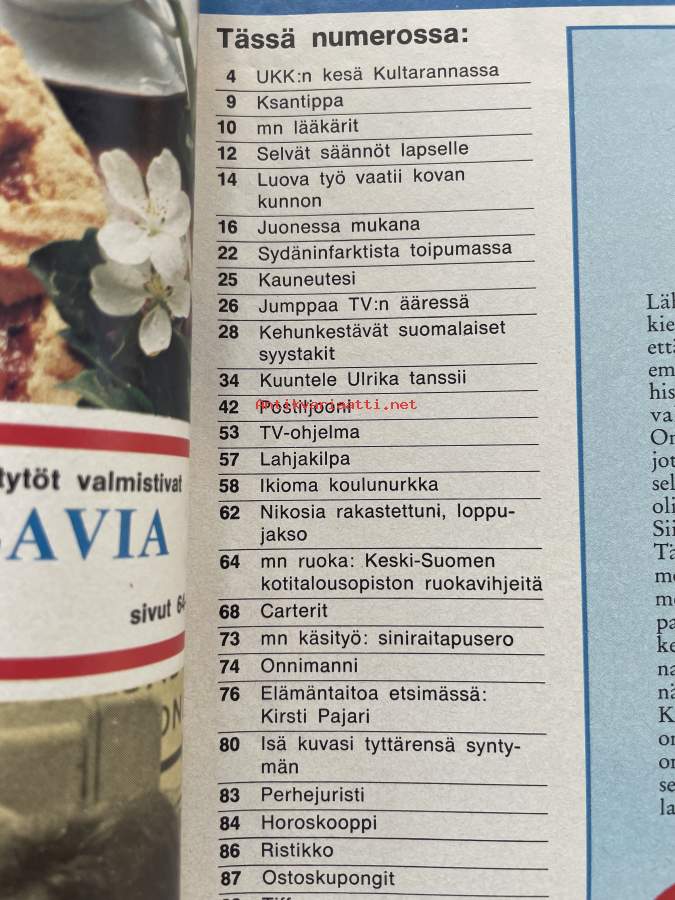 Tässä numerossa:
4 UKK:n kesä Kultarannassa
9 Ksantippa
10 mn lääkärit
12 Selvät säännöt lapselle
14 Luova työ vaatii kovan
kunnon
16 Juonessa mukana
22 Sydäninfarktista toipumassa
25 Kauneutesi
26 Jumppaa TV:n ääressä
28 Kehunkestävät suomalaiset
syystakit
34 Kuuntele Ulrika tanssii
42 Postiljooni
Antikvariaatti.net
53 TV-ohjelma
57 Lahjakilpa
58 Ikioma koulunurkka
62 Nikosia rakastettuni, loppu-
jakso
64 mn ruoka: Keski-Suomen
kotitalousopiston ruokavihjeitä
68 Carterit
73 mn käsityö: siniraitapusero
74 Onnimanni
76 Elämäntaitoa etsimässä:
Kirsti Pajari
80 Isä kuvasi tyttärensä synty-
män
83 Perhejuristi
84 Horoskooppi
86 Ristikko
87 Ostoskupongit
tytöt valmistivat
AVIA
sivut 64